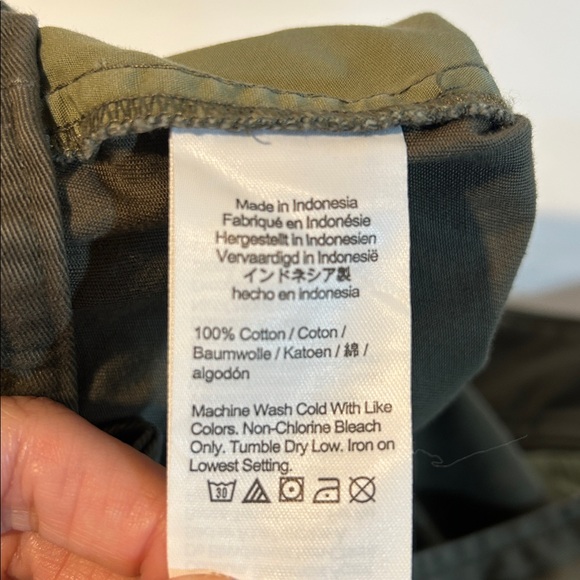 Made in Indonesia
Fabriqué en Indonésie
Hergestellt in Indonesien
Vervaardigd in Indonesië
インドネシア製
hecho en indonesia
100% Cotton / Coton /
Baumwolle / Katoen / 綿 /
algodón
Machine Wash Cold With Like
Colors. Non-Chlorine Bleach
Only. Tumble Dry Low. Iron on
Lowest Setting.
30